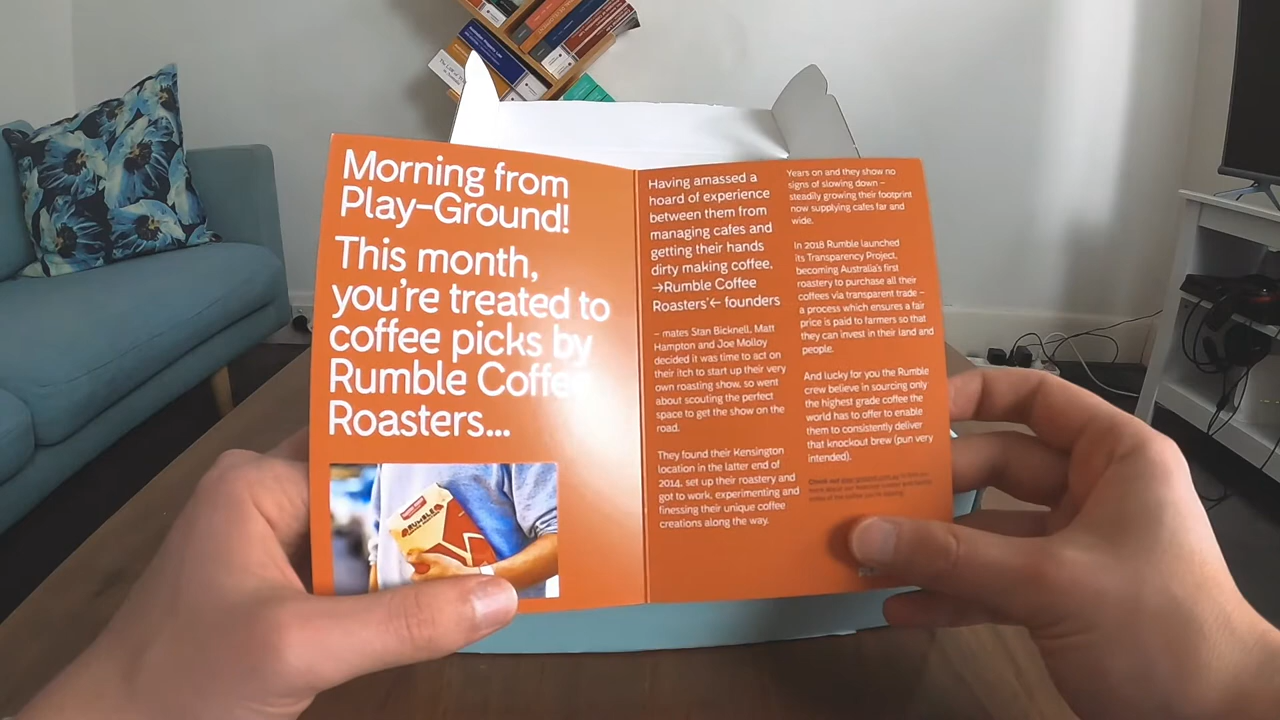 Morning from
Play-Ground!
This month,
you're treated to
coffee picks by
Rumble Coffee
Roasters...
RUMBLE
Having amassed a
hoard of experience
between them from
managing cafes and
getting their hands
dirty making coffee,
→Rumble Coffee
Roasters'← founders
– mates Stan Bicknell, Matt
Hampton and Joe Molloy
decided it was time to act on
their itch to start up their very
own roasting show, so went
about scouting the perfect
space to get the show on the
road.
They found their Kensington
location in the latter end of
2014, set up their roastery and
got to work, experimenting and
finessing their unique coffee
creations along the way.
Years on and they show no
signs of slowing down –
steadily growing their footprint
now supplying cafes far and
wide.
In 2018 Rumble launched
its Transparency Project,
becoming Australia's first
roastery to purchase all their
coffees via transparent trade –
a process which ensures a fair
price is paid to farmers so that
they can invest in their land and
people.
And lucky for you the Rumble
crew believe in sourcing only
the highest grade coffee the
world has to offer to enable
them to consistently deliver
that knockout brew (pun very
intended).